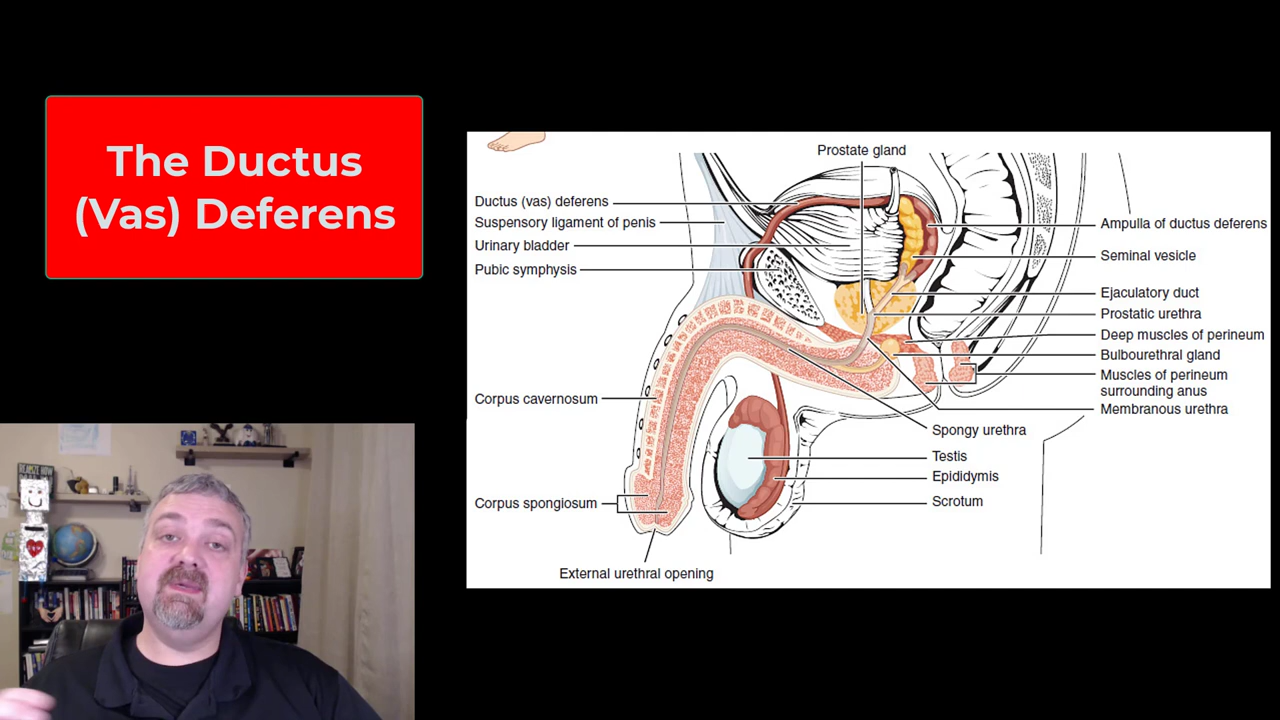 The Ductus
(Vas) Deferens
Prostate gland
Ductus (vas) deferens
Suspensory ligament of penis
Urinary bladder
Pubic symphysis
Corpus cavernosum
Corpus spongiosum
External urethral opening
Ampulla of ductus deferens
Seminal vesicle
Ejaculatory duct
Prostatic urethra
Deep muscles of perineum
Bulbourethral gland
Muscles of perineum
surrounding anus
Membranous urethra
Spongy urethra
Testis
Epididymis
Scrotum